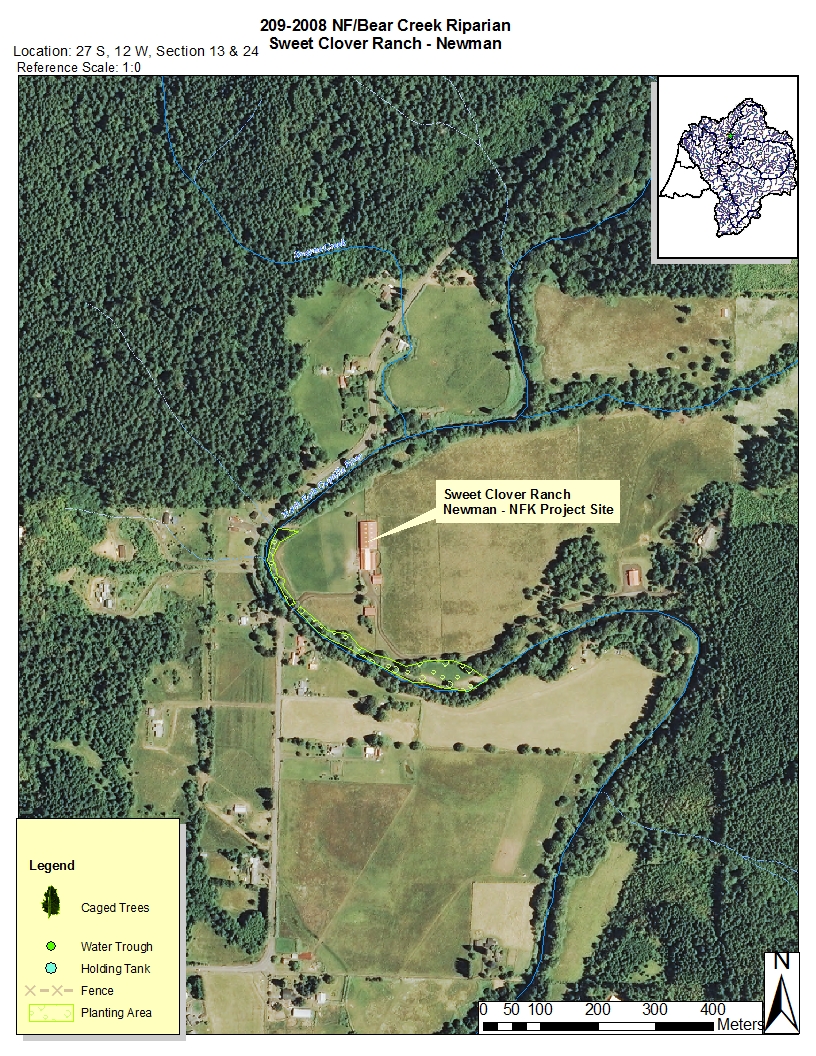 209-2008 NF/Bear Creek Riparian
Sweet Clover Ranch - Newman
Location: 27 S, 12 W, Section 13 & 24
Reference Scale: 1:0
Sweet Clover Ranch
Newman - NFK Project Site
Legend
Caged Trees
Water Trough
Holding Tank
Fence
Planting Area
N
0 50 100 200 300 400
Meters